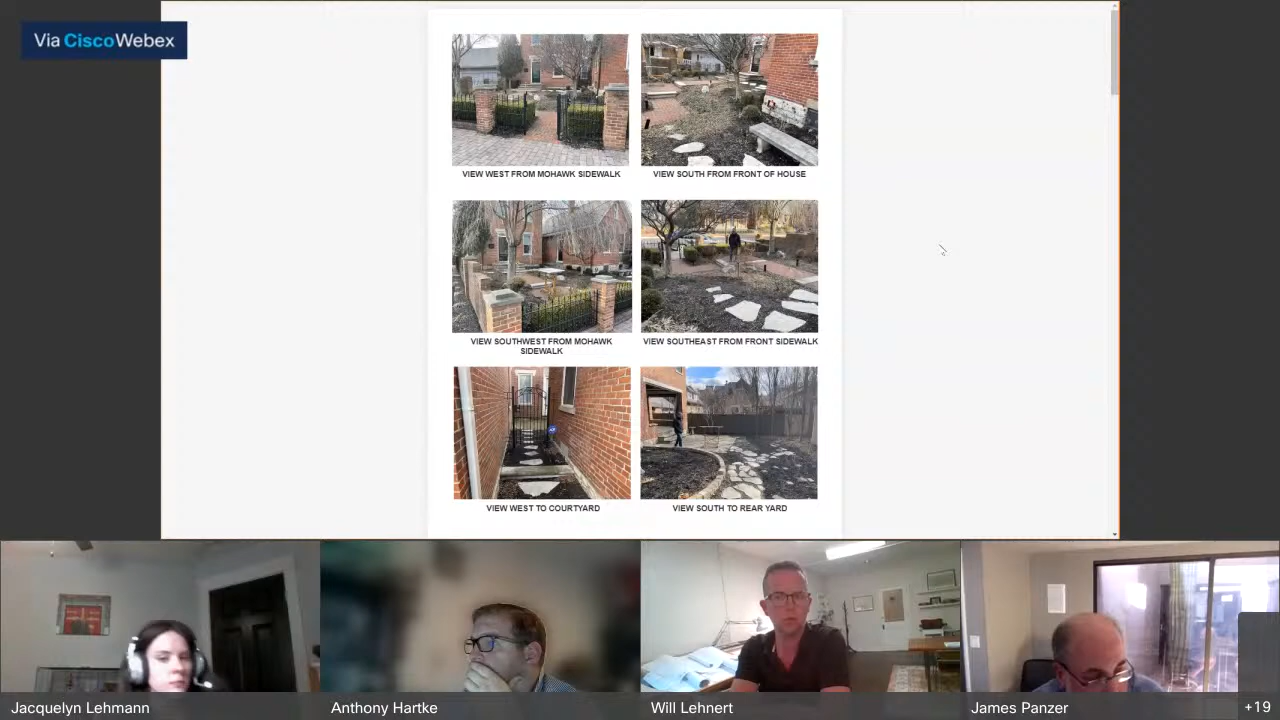 Via CiscoWebex
VIEW WEST FROM MOHAWK SIDEWALK
VIEW SOUTH FROM FRONT OF HOUSE
VIEW SOUTHWEST FROM MOHAWK
SIDEWALK
VIEW SOUTHEAST FROM FRONT SIDEWALK
VIEW WEST TO COURTYARD
VIEW SOUTH TO REAR YARD
Jacquelyn Lehmann
Anthony Hartke
Will Lehnert
James Panzer
+19